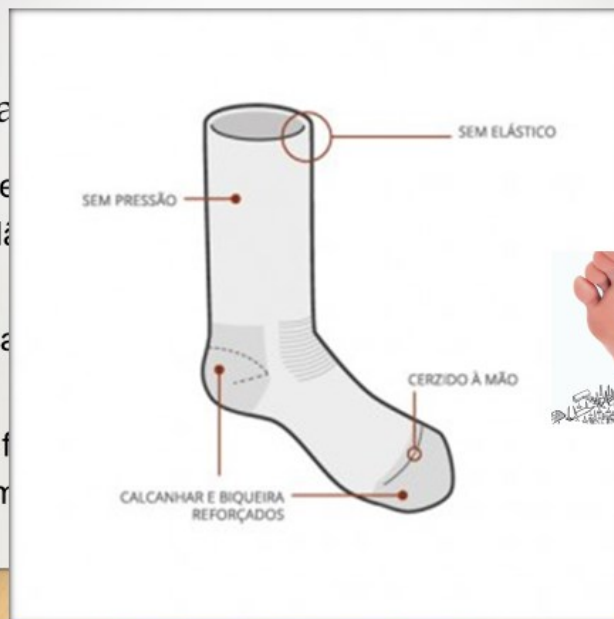 SEM ELÁSTICO
SEM PRESSÃO
CERZIDO À MÃO
CALCANHAR E BIQUEIRA
REFORÇADOS